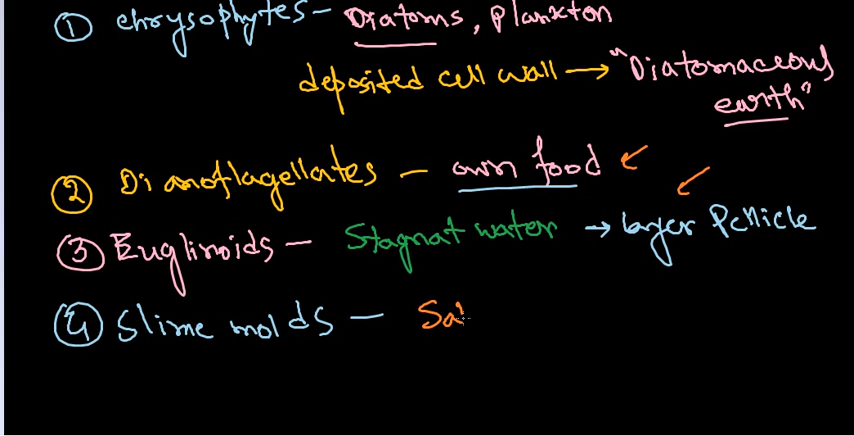 ① chrysophytes - Diatoms, Plankton
deposited cell wall → "Diatomaceous
earth"
② Dianoflagellates - own food
③ Euglinoids - Stagnat water → layer Pellicle
④ Slime molds - Sa